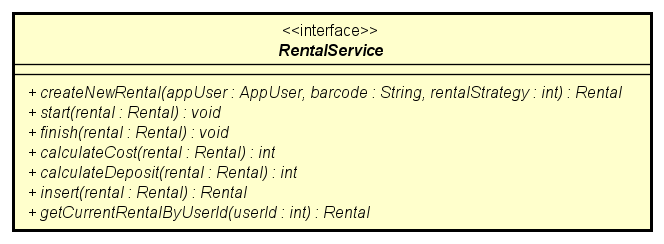 <<interface>>
RentalService
+ createNewRental(appUser : AppUser, barcode : String, rentalStrategy : int) : Rental
+ start(rental : Rental) : void
+ finish(rental : Rental) : void
+ calculateCost(rental : Rental) : int
+ calculateDeposit(rental : Rental) : int
+ insert(rental : Rental) : Rental
+ getCurrentRentalByUserId(userId : int) : Rental